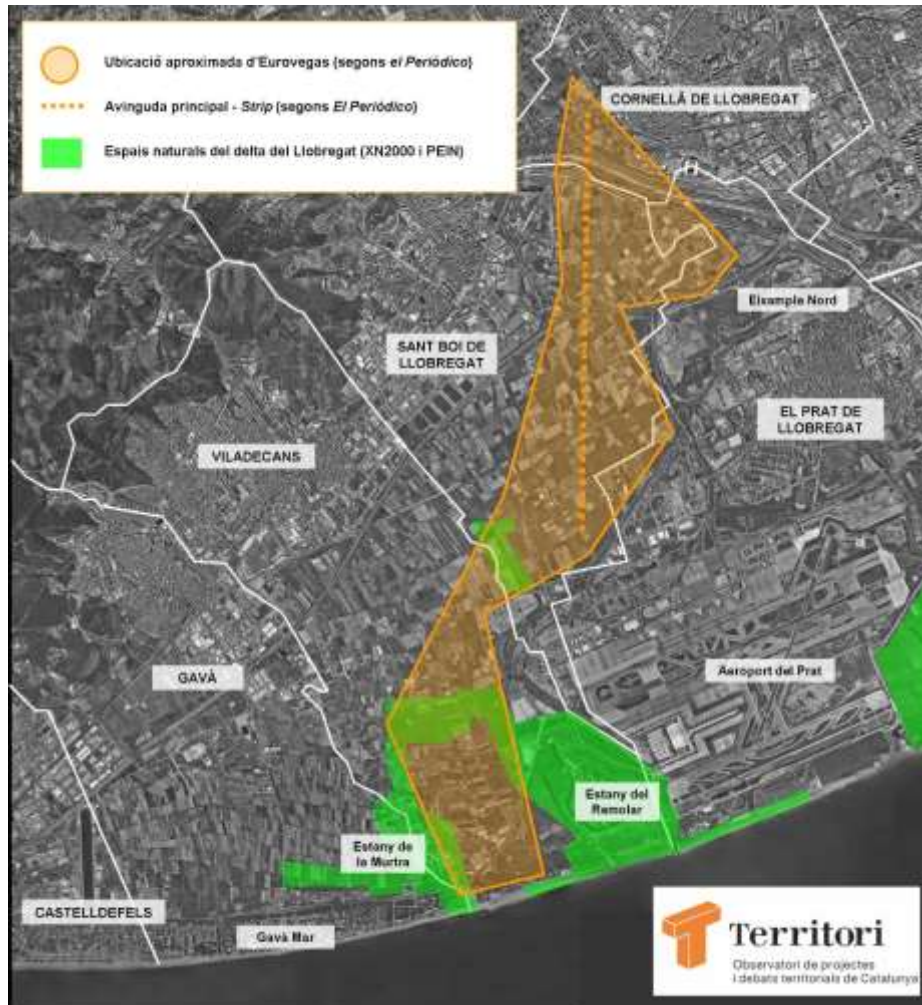 Ubicació aproximada d'Eurovegas (segons el Periódico)
Avinguda principal - Strip (segons El Periódico)
Espais naturals del delta del Llobregat (XN2000 i PEIN)
CORNELLÀ DE LLOBREGAT
Eixample Nord
SANT BOI DE
LLOBREGAT
EL PRAT DE
LLOBREGAT
VILADECANS
GAVÀ
Aeroport del Prat
Estany del
Remolar
Estany de
la Murtra
CASTELLDEFELS
Gavà Mar
Territori
Observatori de projectes
i debats territorials de Catalunya